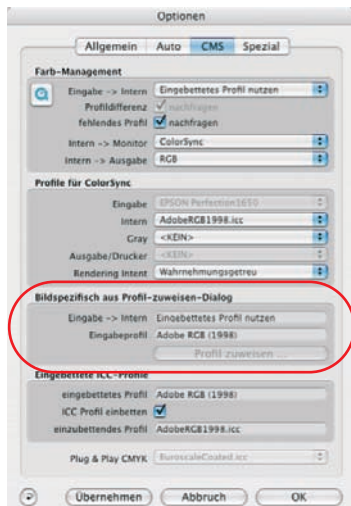 Optionen
Allgemein Auto CMS Spezial
Farb-Management
Eingabe -> Intern Eingebettetes Profil nutzen
Profildifferenz nachfragen
fehlendes Profil nachfragen
Intern -> Monitor ColorSync
Intern -> Ausgabe RGB
Profile für ColorSync
Eingabe EPSON Perfection1650
Intern AdobeRGB1998.icc
Gray <KEIN>
Ausgabe/Drucker <KEIN>
Rendering Intent Wahrnehmungsgetreu
Bildspezifisch aus Profil-zuweisen-Dialog
Eingabe -> Intern Eingebettetes Profil nutzen
Eingabeprofil Adobe RGB (1998)
Profil zuweisen ...
Eingebettete ICC-Profile
eingebettetes Profil Adobe RGB (1998)
ICC Profil einbetten
einzubettendes Profil AdobeRGB1998.icc
Plug & Play CMYK EuroscaleCoated.icc
Übernehmen Abbruch OK